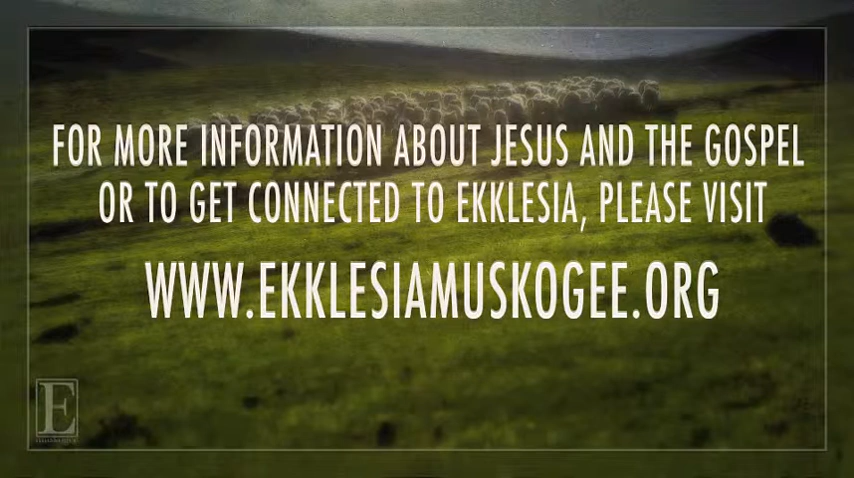 FOR MORE INFORMATION ABOUT JESUS AND THE GOSPEL
OR TO GET CONNECTED TO EKKLESIA, PLEASE VISIT
WWW.EKKLESIAMUSKOGEE.ORG
E